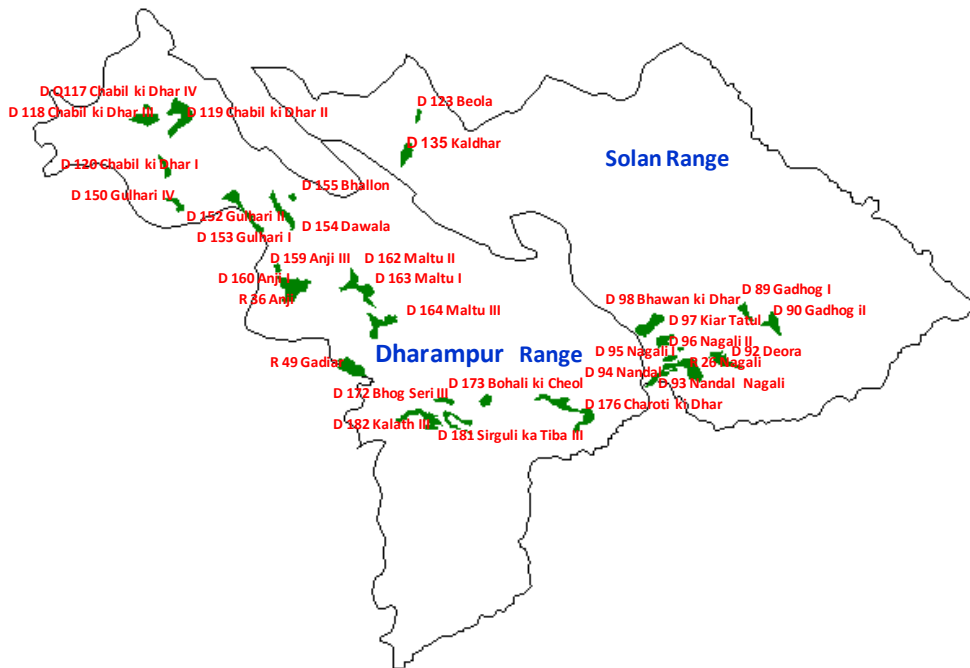 D O117 Chabil ki Dhar IV
D 118 Chabil ki Dhar III
D 119 Chabil ki Dhar II
D 123 Beola
D 135 Kaldhar
Solan Range
D 120 Chabil ki Dhar I
D 150 Gulhari IV
D 155 Bhallon
D 152 Gulhari II
D 154 Dawala
D 153 Gulhari I
D 159 Anji III
D 162 Maltu II
D 160 Anji I
D 163 Maltu I
R 36 Anji
D 164 Maltu III
D 89 Gadhog I
D 98 Bhawan ki Dhar
D 90 Gadhog iI
D 97 Kiar Tatul
D 96 Nagali II
D 95 Nagali I
D 92 Deora
Dharampur Range
R 49 Gadiar
R 26 Nagali
D 94 Nandal
D 93 Nandal Nagali
D 173 Bohali ki Cheol
D 172 Bhog Seri III
D 176 Charoti ki Dhar
D 182 Kalath III
D 181 Sirguli ka Tiba III